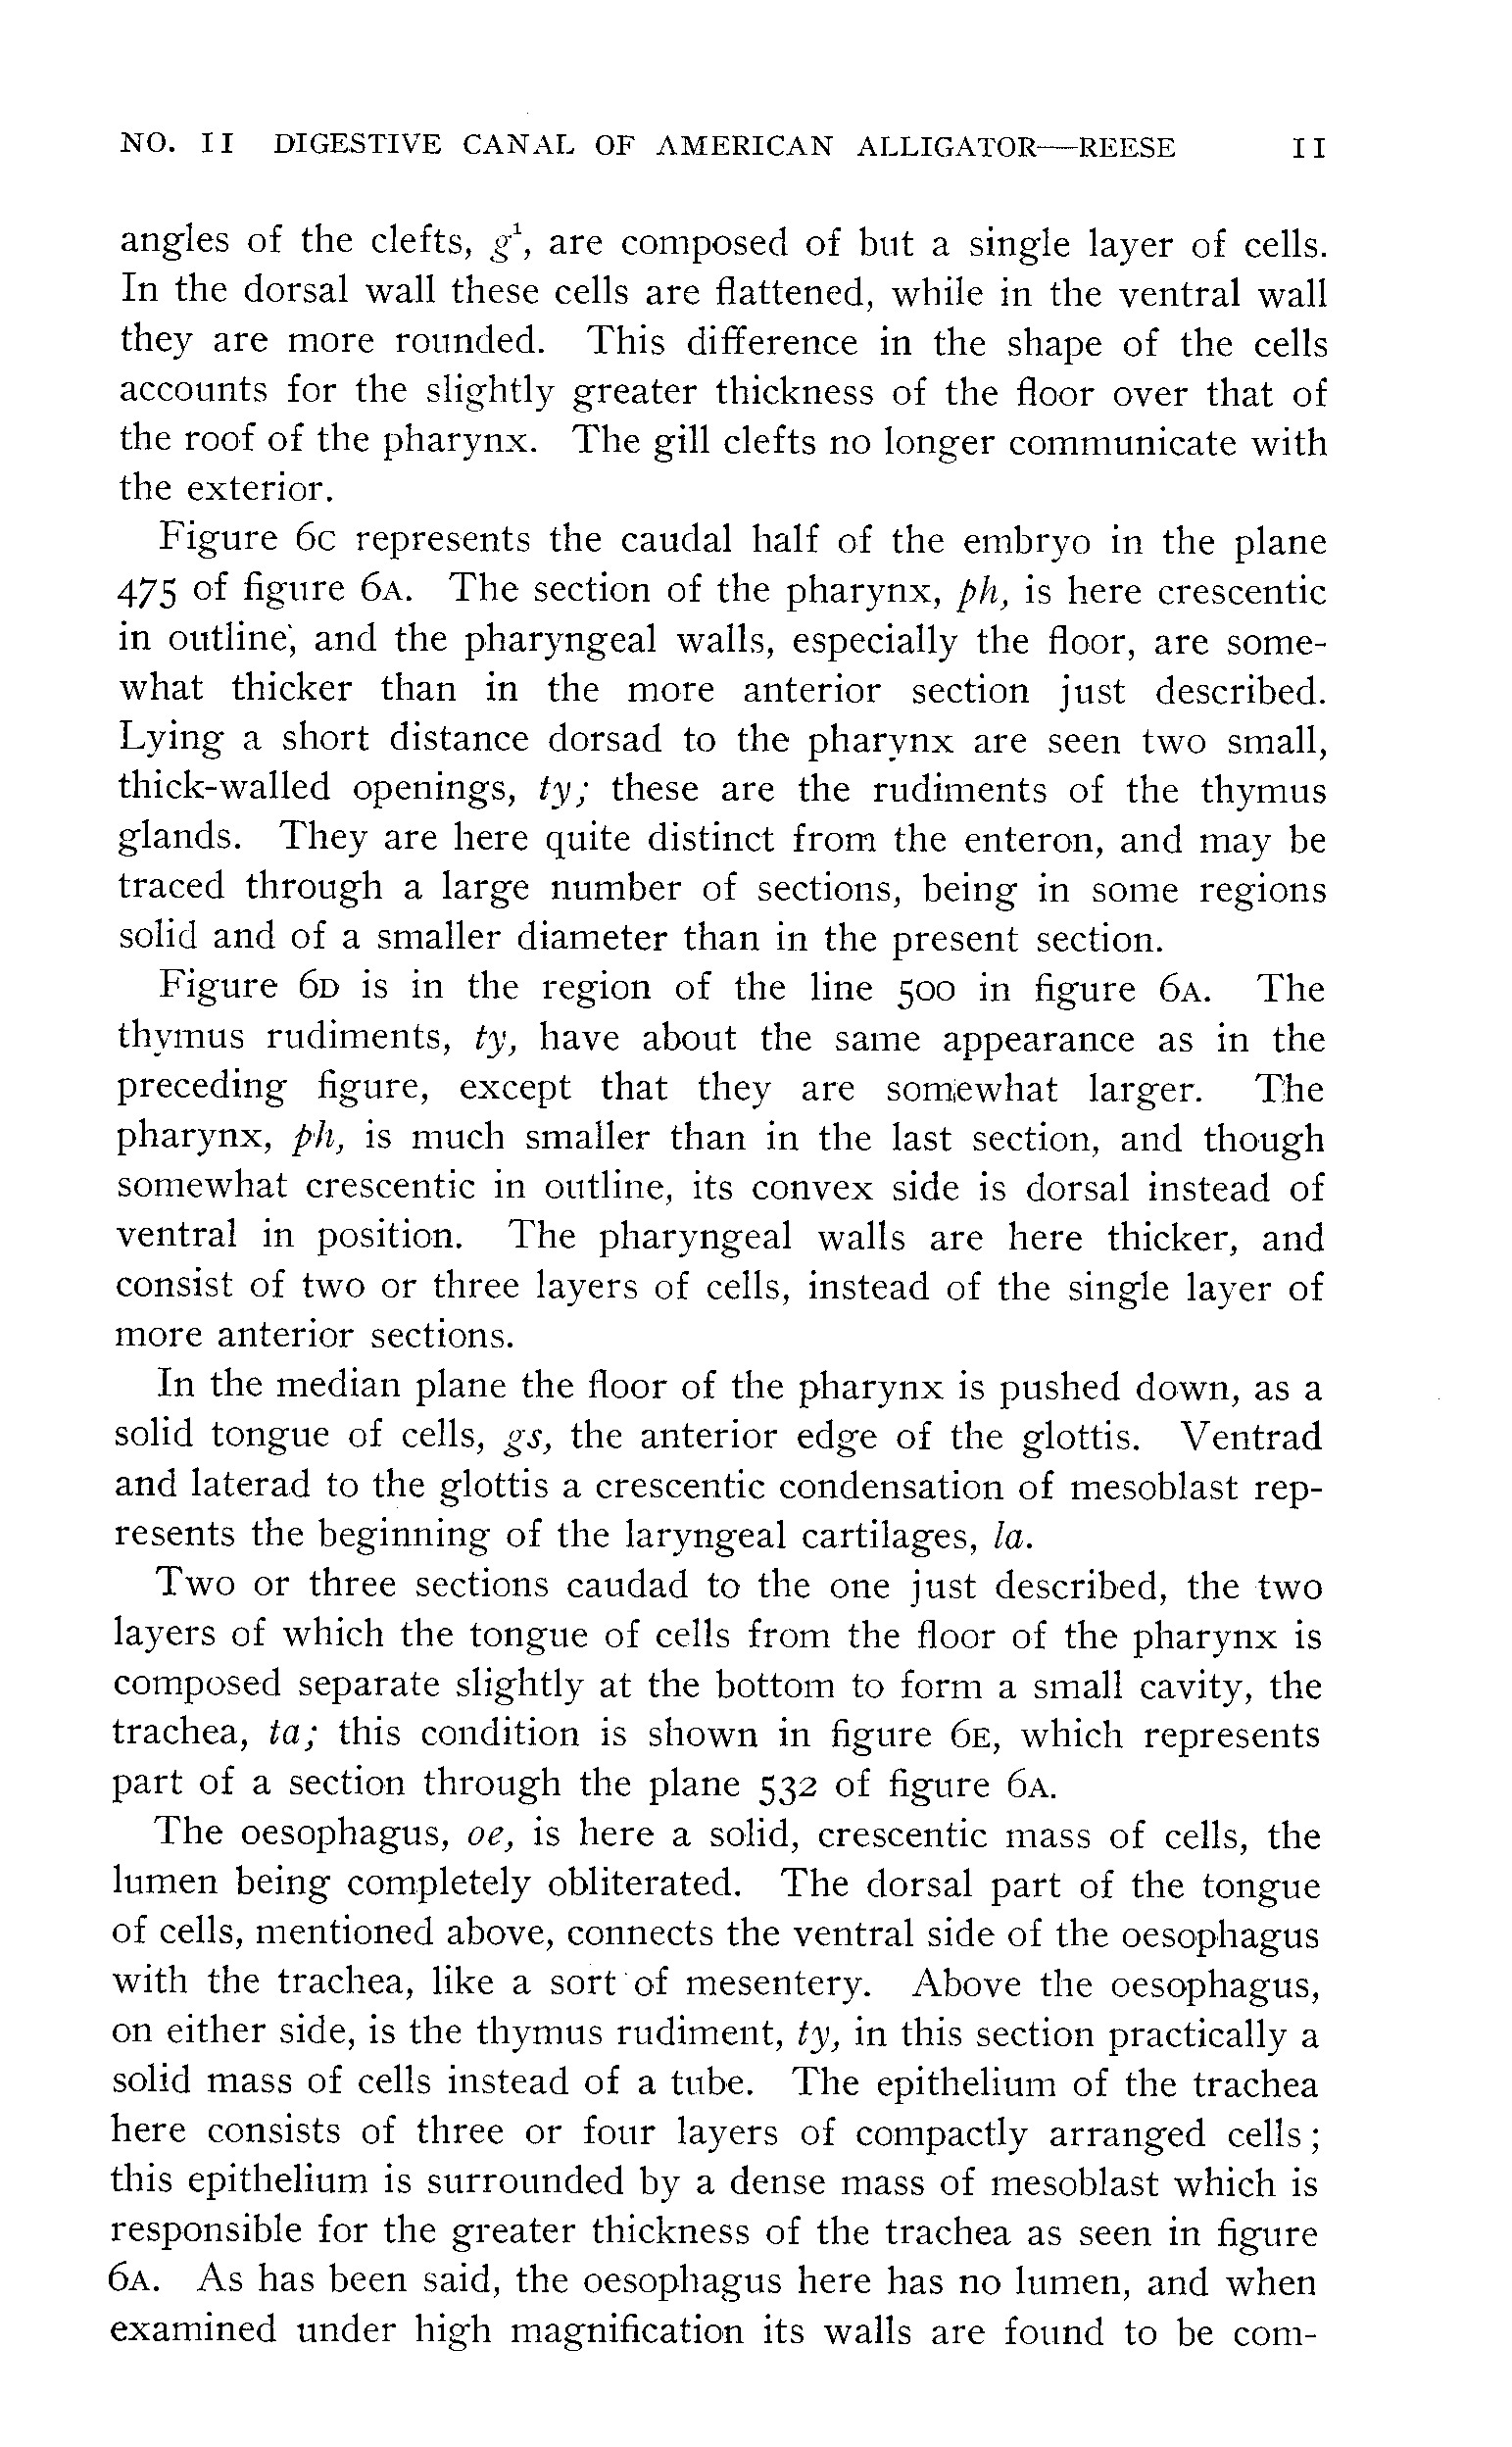 NO. 11 DIGESTIVE CANAL OF AMERICAN ALLIGATOR—REESE 11
angles of the clefts, g¹, are composed of but a single layer of cells.
In the dorsal wall these cells are flattened, while in the ventral wall
they are more rounded. This difference in the shape of the cells
accounts for the slightly greater thickness of the floor over that of
the roof of the pharynx. The gill clefts no longer communicate with
the exterior.
Figure 6C represents the caudal half of the embryo in the plane
475 of figure 6A. The section of the pharynx, ph, is here crescentic
in outline, and the pharyngeal walls, especially the floor, are some-
what thicker than in the more anterior section just described.
Lying a short distance dorsad to the pharynx are seen two small,
thick-walled openings, ty; these are the rudiments of the thymus
glands. They are here quite distinct from the enteron, and may be
traced through a large number of sections, being in some regions
solid and of a smaller diameter than in the present section.
Figure 6D is in the region of the line 500 in figure 6A. The
thymus rudiments, ty, have about the same appearance as in the
preceding figure, except that they are somewhat larger. The
pharynx, ph, is much smaller than in the last section, and though
somewhat crescentic in outline, its convex side is dorsal instead of
ventral in position. The pharyngeal walls are here thicker, and
consist of two or three layers of cells, instead of the single layer of
more anterior sections.
In the median plane the floor of the pharynx is pushed down, as a
solid tongue of cells, gs, the anterior edge of the glottis. Ventrad
and laterad to the glottis a crescentic condensation of mesoblast rep-
resents the beginning of the laryngeal cartilages, la.
Two or three sections caudad to the one just described, the two
layers of which the tongue of cells from the floor of the pharynx is
composed separate slightly at the bottom to form a small cavity, the
trachea, ta; this condition is shown in figure 6E, which represents
part of a section through the plane 532 of figure 6A.
The oesophagus, oe, is here a solid, crescentic mass of cells, the
lumen being completely obliterated. The dorsal part of the tongue
of cells, mentioned above, connects the ventral side of the oesophagus
with the trachea, like a sort of mesentery. Above the oesophagus,
on either side, is the thymus rudiment, ty, in this section practically a
solid mass of cells instead of a tube. The epithelium of the trachea
here consists of three or four layers of compactly arranged cells;
this epithelium is surrounded by a dense mass of mesoblast which is
responsible for the greater thickness of the trachea as seen in figure
6A. As has been said, the oesophagus here has no lumen, and when
examined under high magnification its walls are found to be com-